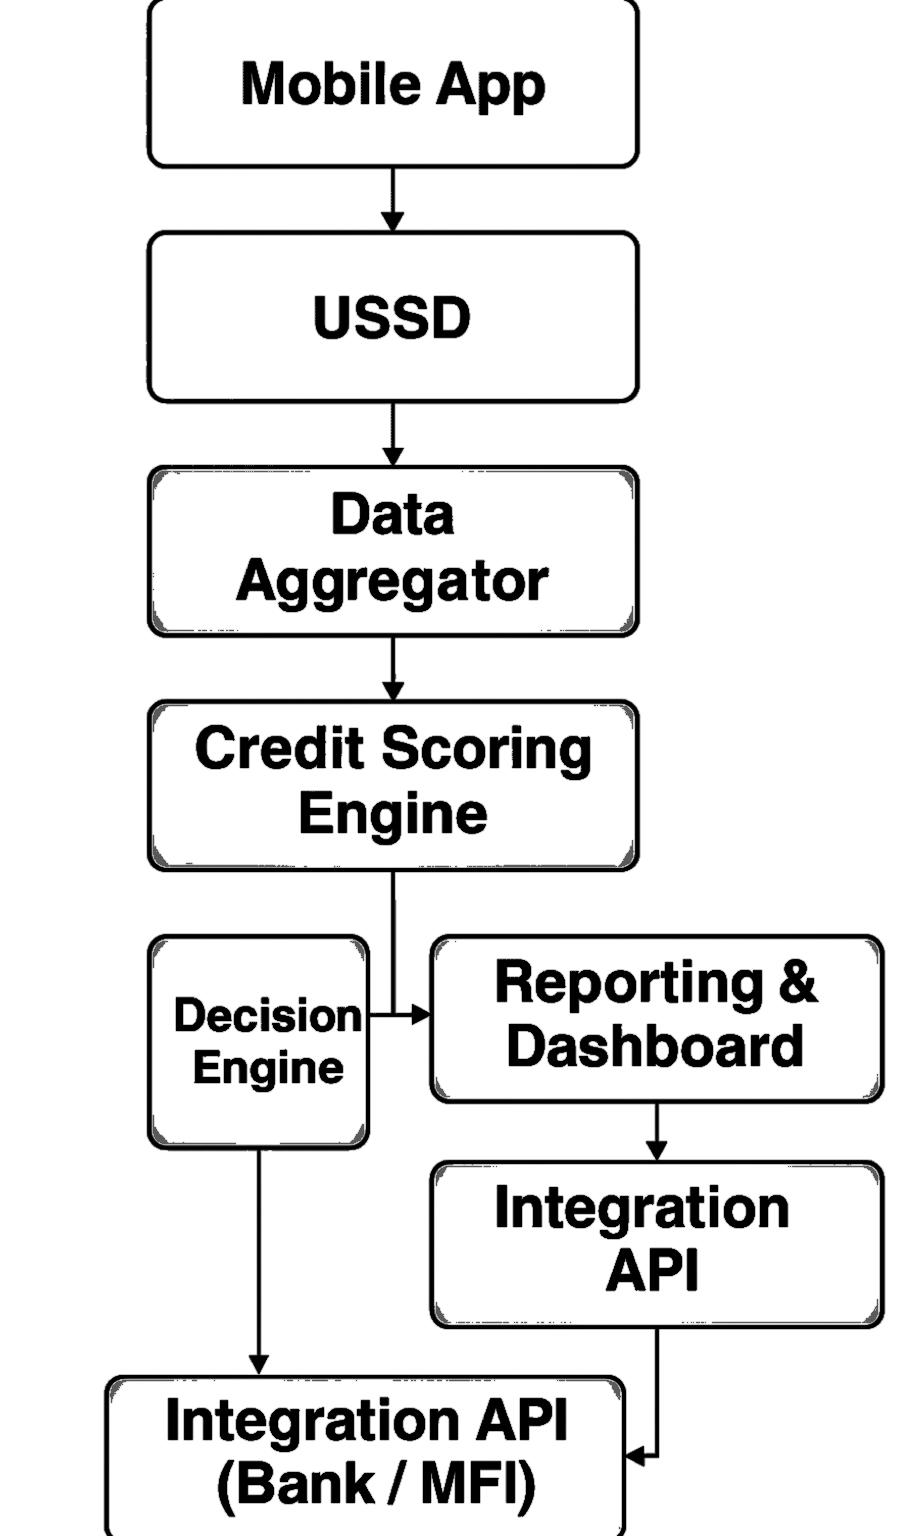 Mobile App
USSD
Data
Aggregator
Credit Scoring
Engine
Decision
Engine
Reporting &
Dashboard
Integration
API
Integration API
(Bank / MFI)